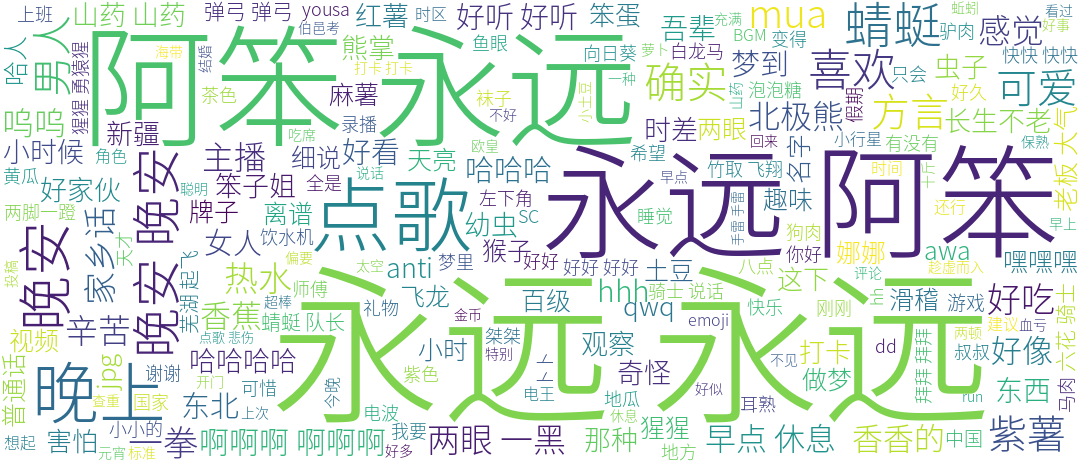 上班 山药 山药 弹弓 弹弓 yousa 时区 红薯 好听 好听 笨蛋 mua 蜻蜓 感觉 看过 蚯蚓 好事
哈人 男人 猩猩 勇猿猩 海带 结婚 伯邑考 熊掌 鱼眼 吾辈 充满 BGM 变得 白龙马 向日葵 萝卜 驴肉 快快 快快
阿笨 永远 茶色 打卡 打卡 麻薯 袜子 一种 小土豆 确实 梦到 山药 泡泡糖 喜欢 只会 虫子 可爱
呜呜 新疆 吃席 录播 欧皇 不好 时差 两眼 北极熊 假期 方言 好久 长生不老
小时候 角色 主播 细说 好看 天亮 哈哈哈 希望 回来 名字 小行星 有没有 保熟 老板 大气
黄瓜 好家伙 晚安 晚安 晚安 聪明 笨子姐 全是 说话 点歌 早点 竹取 飞翔 趣味 时间 十斤
两脚一蹬 家乡话 天才 牌子 离谱 幼虫 左下角 SC 永远 阿笨 睡觉 手雷 手雷 狗肉 还行 早上
女人 饮水机 猴子 好好 好好 好好 你好 娜娜 awa 趁虚而入
投稿 芜湖 起飞 偏要 热水 太空 梦里 anti 土豆 八点 这下 评论 嘿嘿嘿
辛苦 香蕉 师傅 礼物 飞龙 百级 hhh 骑士 说话 快乐 刚刚 nh 滑稽 游戏 好吃
视频 超棒 蜻蜓 队长 金币 qwq emoji 建议 血亏 六花 骑士
普通话 jpg 晚上 点歌 悲伤 哈哈哈哈 永远 永远 小时 桀桀 特别 观察 dd 两顿 叔叔 好像
谢谢 开门 可惜 今晚 紫色 奇怪 不见 打卡 拜拜 拜拜
查重 国家 东北 上次 电波 电王 地瓜 好似 做梦 run 东西 马肉
想起 害怕 小小的 一拳 啊啊啊 啊啊啊 我要 两眼 一黑 休息 那种 猩猩 耳熟 早点 休息 香香的 中国 紫薯
元宵 标准 好多 地方